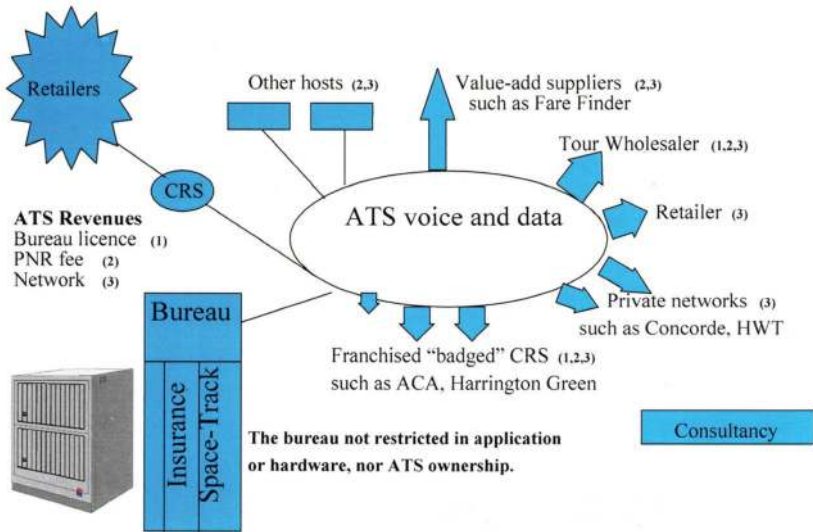 Retailers
Other hosts (2,3)
Value-add suppliers (2,3)
such as Fare Finder
Tour Wholesaler (1,2,3)
CRS
ATS voice and data
Retailer (3)
ATS Revenues
Bureau licence (1)
PNR fee (2)
Network (3)
Private networks (3)
such as Concorde, HWT
Bureau
Franchised “badged” CRS (1,2,3)
such as ACA, Harrington Green
Insurance
Space-Track
The bureau not restricted in application
or hardware, nor ATS ownership.
Consultancy